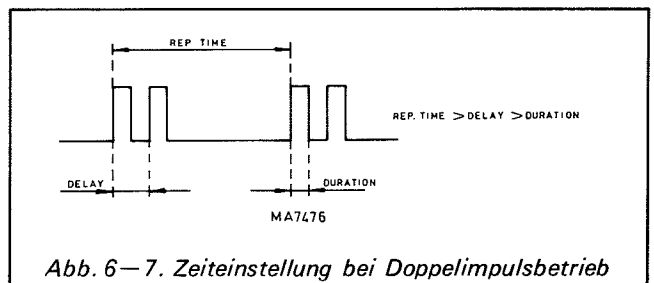 REP TIME
REP. TIME > DELAY > DURATION
DELAY
DURATION
MA7476
Abb. 6—7. Zeiteinstellung bei Doppelimpulsbetrieb